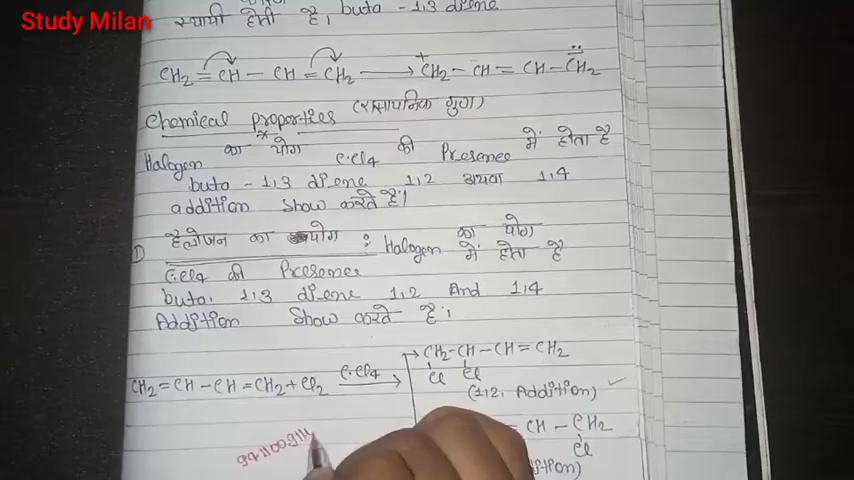 Study Milan
स्थायी होती है। buta - 1,3 diene
CH2=CH - CH =CH2 ⟶ +CH2 - CH = CH - C̈H2
Chemical properties (रासायनिक गुण)
Halogen का योग C.Cl4 की Presence में होता है
buta - 1,3 diene 1,2 अथवा 1,4
addition Show करते हैं।
① हैलोजन का योग : Halogen का योग
C.Cl4 की Presence में होता है
buta. 1,3 diene 1,2 And 1,4
Addition Show करते हैं।
CH2=CH-CH=CH2+Cl2 C.Cl4 ⟶ CH2-CH-CH=CH2
Cl Cl
(1,2, Addition)
= CH - CH2
Cl